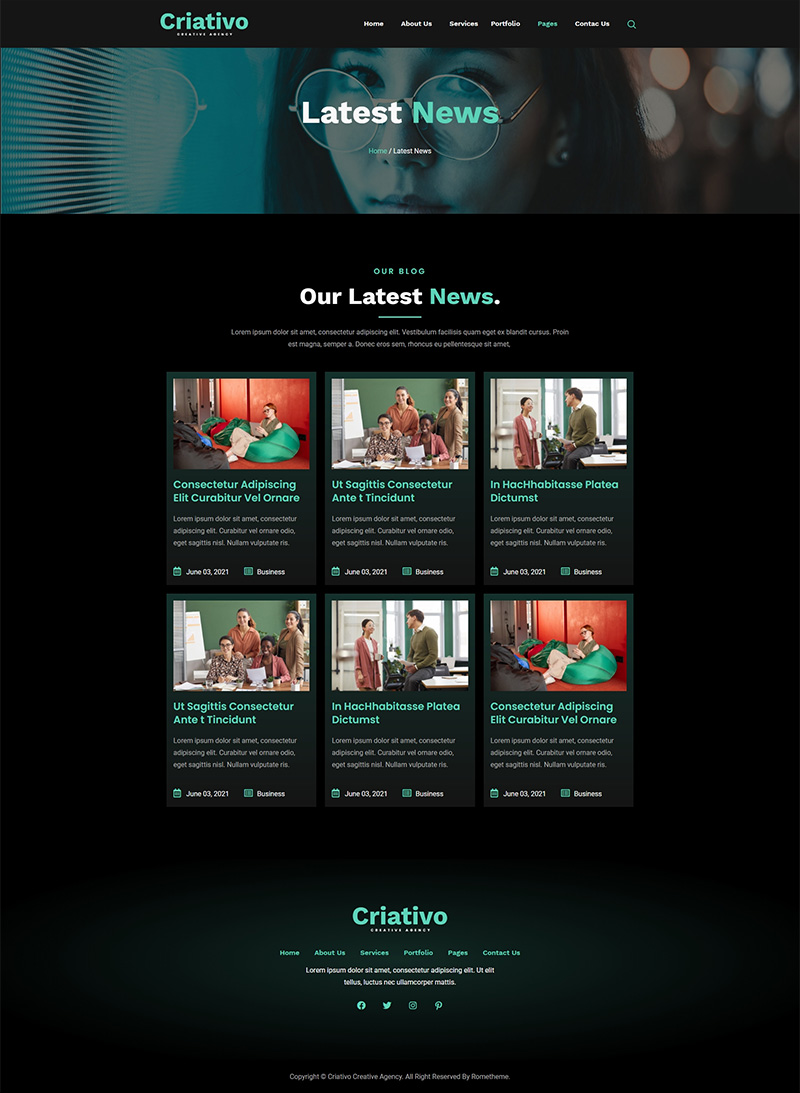 Criativo
CREATIVE AGENCY
Home About Us Services Portfolio Pages Contac Us
Latest News
Home / Latest News
OUR BLOG
Our Latest News.
Lorem ipsum dolor sit amet, consectetur adipiscing elit. Vestibulum facilisis quam eget ex blandit cursus. Proin
est magna, semper a. Donec eros sem, rhoncus eu pellentesque sit amet,
Consectetur Adipiscing
Elit Curabitur Vel Ornare
Lorem ipsum dolor sit amet, consectetur
adipiscing elit. Curabitur vel ornare odio,
eget sagittis nisl. Nullam vulputate ris.
June 03, 2021 Business
Ut Sagittis Consectetur
Ante t Tincidunt
Lorem ipsum dolor sit amet, consectetur
adipiscing elit. Curabitur vel ornare odio,
eget sagittis nisl. Nullam vulputate ris.
June 03, 2021 Business
In HacHhabitasse Platea
Dictumst
Lorem ipsum dolor sit amet, consectetur
adipiscing elit. Curabitur vel ornare odio,
eget sagittis nisl. Nullam vulputate ris.
June 03, 2021 Business
Ut Sagittis Consectetur
Ante t Tincidunt
Lorem ipsum dolor sit amet, consectetur
adipiscing elit. Curabitur vel ornare odio,
eget sagittis nisl. Nullam vulputate ris.
June 03, 2021 Business
In HacHhabitasse Platea
Dictumst
Lorem ipsum dolor sit amet, consectetur
adipiscing elit. Curabitur vel ornare odio,
eget sagittis nisl. Nullam vulputate ris.
June 03, 2021 Business
Consectetur Adipiscing
Elit Curabitur Vel Ornare
Lorem ipsum dolor sit amet, consectetur
adipiscing elit. Curabitur vel ornare odio,
eget sagittis nisl. Nullam vulputate ris.
June 03, 2021 Business
Criativo
CREATIVE AGENCY
Home About Us Services Portfolio Pages Contact Us
Lorem ipsum dolor sit amet, consectetur adipiscing elit. Ut elit
tellus, luctus nec ullamcorper mattis.
Copyright © Criativo Creative Agency. All Right Reserved By Rometheme.